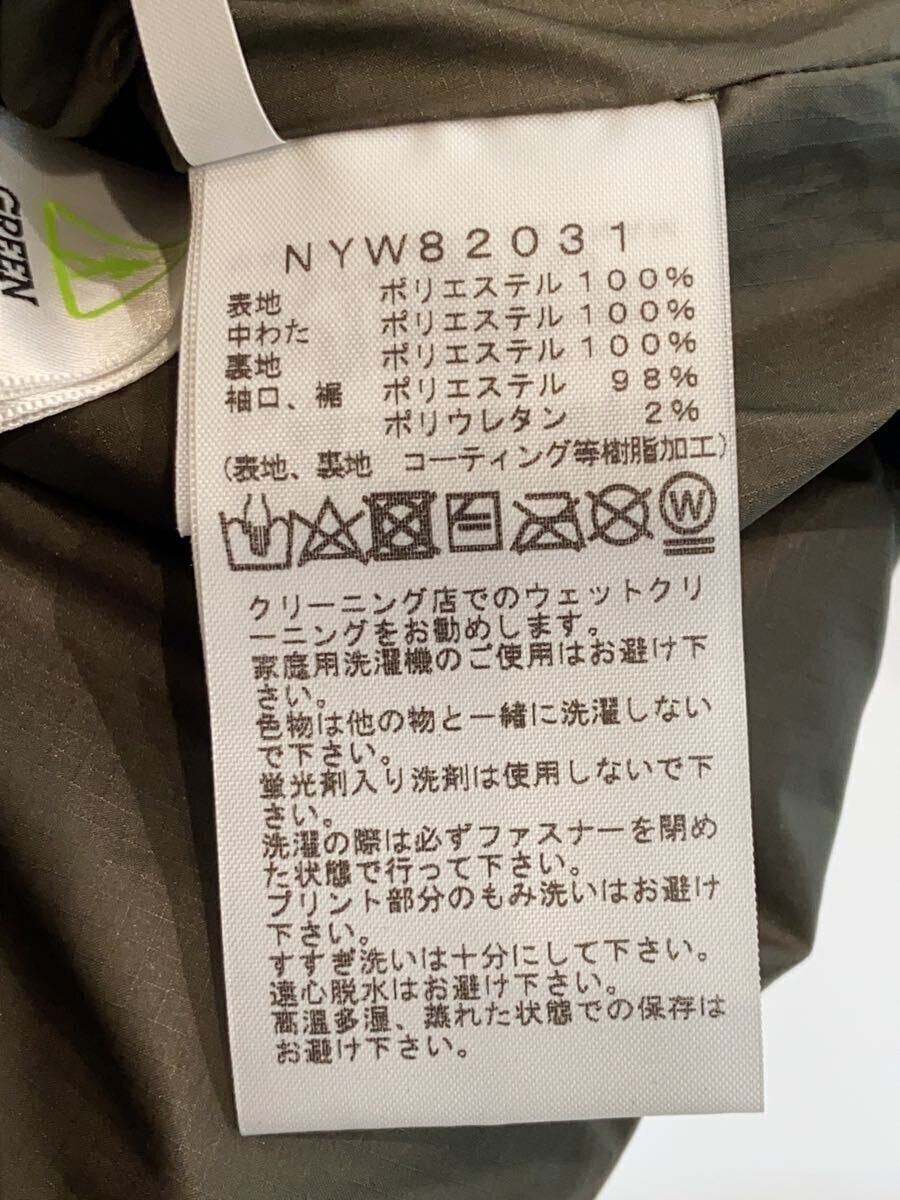 GREEN
NYW82031
表地 ポリエステル 100%
中わた ポリエステル 100%
裏地 ポリエステル 100%
袖口、裾 ポリエステル 98%
ポリウレタン 2%
(表地、裏地 コーティング等樹脂加工)
W
クリーニング店でのウェットクリ
ーニングをお勧めします。
家庭用洗濯機のご使用はお避け下
さい。
色物は他の物と一緒に洗濯しない
で下さい。
蛍光剤入り洗剤は使用しないで下
さい。
洗濯の際は必ずファスナーを閉め
た状態で行って下さい。
プリント部分のもみ洗いはお避け
下さい。
すすぎ洗いは十分にして下さい。
遠心脱水はお避け下さい。
高温多湿、蒸れた状態での保存は
お避け下さい。